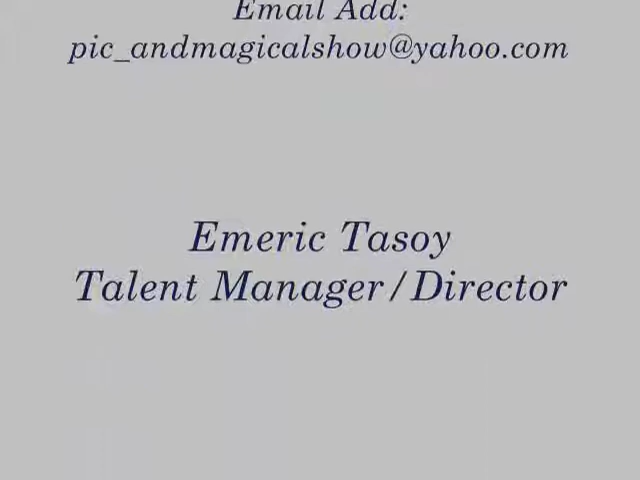 Email Add:
pic_andmagicalshow@yahoo.com
Emeric Tasoy
Talent Manager/Director